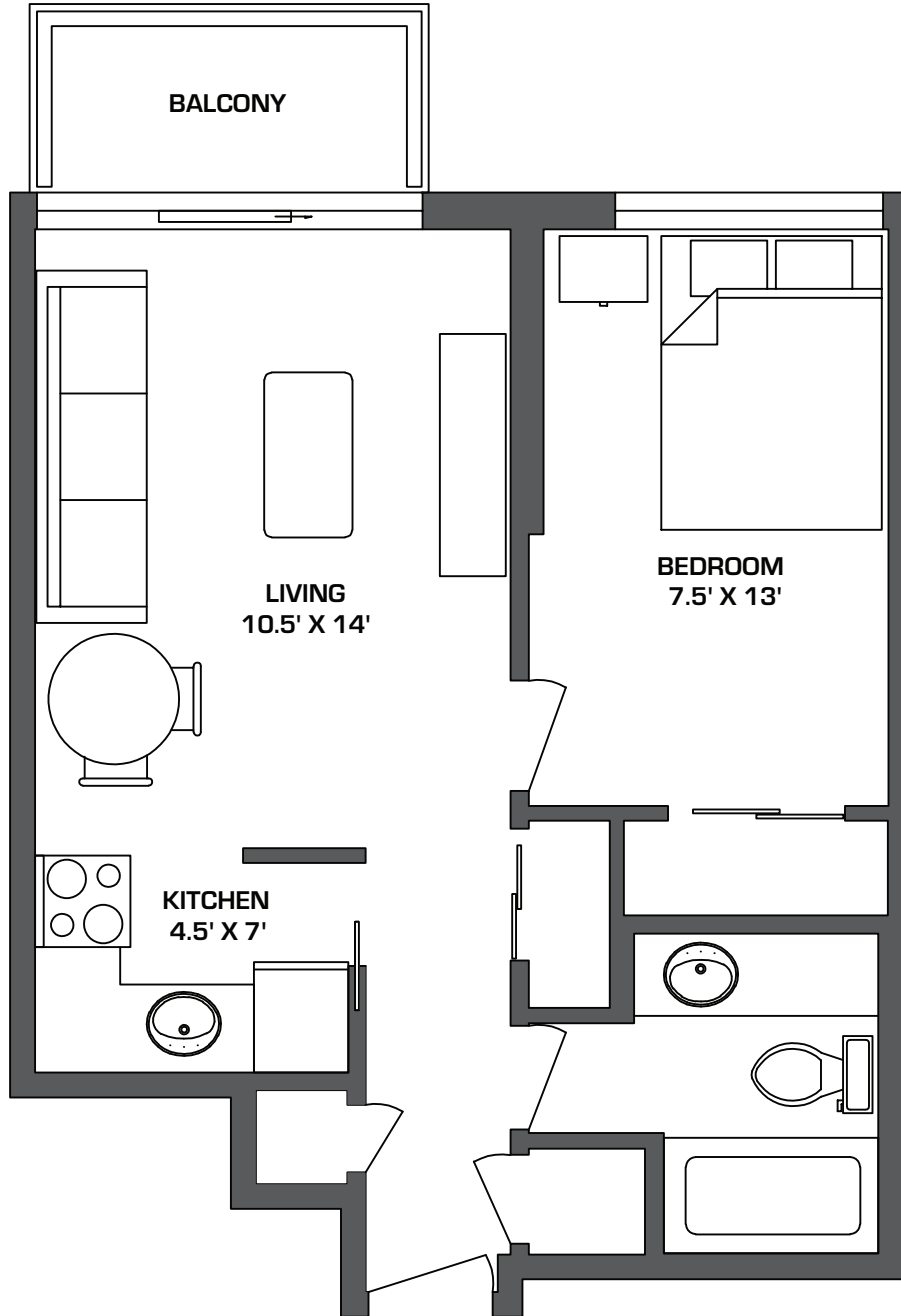 BALCONY
LIVING
10.5' X 14'
BEDROOM
7.5' X 13'
KITCHEN
4.5' X 7'